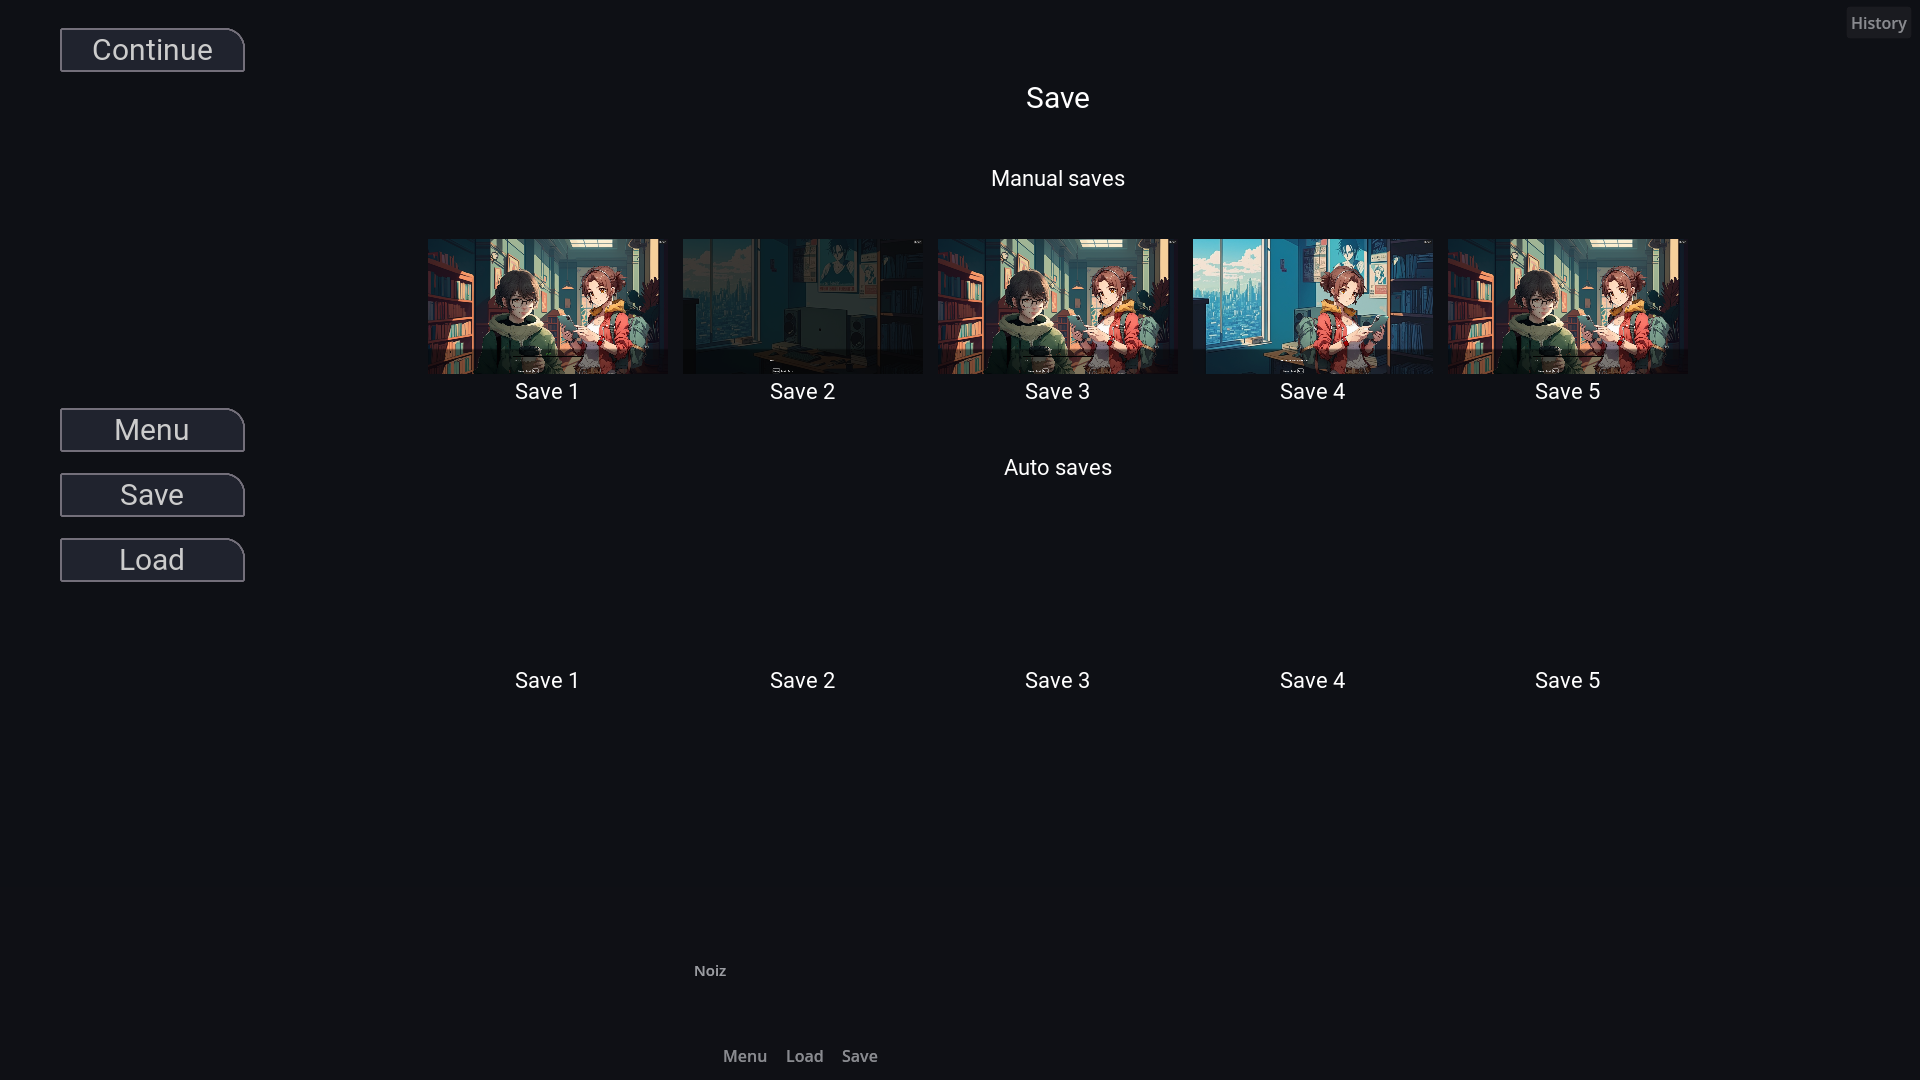 Continue
History
Save
Manual saves
Save 1
Save 2
Save 3
Save 4
Save 5
Menu
Save
Load
Auto saves
Save 1
Save 2
Save 3
Save 4
Save 5
Noiz
Menu Load Save